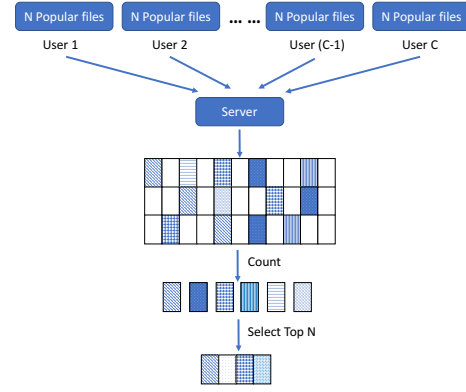 N Popular files N Popular files ... ... N Popular files N Popular files
User 1 User 2 User (C-1) User C
Server
Count
Select Top N